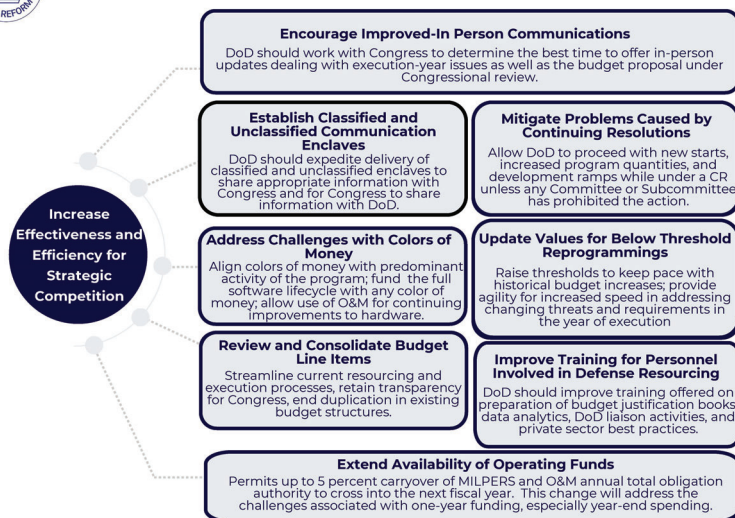 REFORM
Encourage Improved-In Person Communications
DoD should work with Congress to determine the best time to offer in-person
updates dealing with execution-year issues as well as the budget proposal under
Congressional review.
Establish Classified and
Unclassified Communication
Enclaves
DoD should expedite delivery of
classified and unclassified enclaves to
share appropriate information with
Congress and for Congress to share
information with DoD.
Mitigate Problems Caused by
Continuing Resolutions
Allow DoD to proceed with new starts,
increased program quantities, and
development ramps while under a CR
unless any Committee or Subcommittee
has prohibited the action.
Increase
Effectiveness and
Efficiency for
Strategic
Competition
Address Challenges with Colors of
Money
Align colors of money with predominant
activity of the program; fund the full
software lifecycle with any color of
money; allow use of O&M for continuing
improvements to hardware.
Update Values for Below Threshold
Reprogrammings
Raise thresholds to keep pace with
historical budget increases; provide
agility for increased speed in addressing
changing threats and requirements in
the year of execution
Review and Consolidate Budget
Line Items
Streamline current resourcing and
execution processes, retain transparency
for Congress, end duplication in existing
budget structures.
Improve Training for Personnel
Involved in Defense Resourcing
DoD should improve training offered on
preparation of budget justification books,
data analytics, DoD liaison activities, and
private sector best practices.
Extend Availability of Operating Funds
Permits up to 5 percent carryover of MILPERS and O&M annual total obligation
authority to cross into the next fiscal year. This change will address the
challenges associated with one-year funding, especially year-end spending.